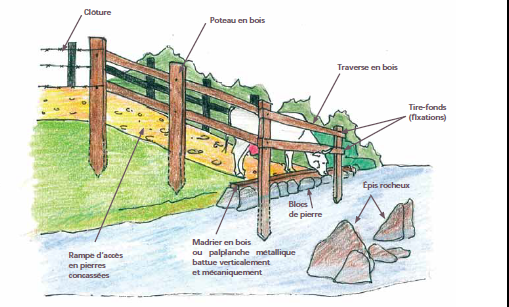 Clôture
Poteau en bois
Traverse en bois
Tire-fonds
(fixations)
Épis rocheux
Blocs
de pierre
Madrier en bois
ou palplanche métallique
battue verticalement
et mécaniquement
Rampe d'accès
en pierres
concassées